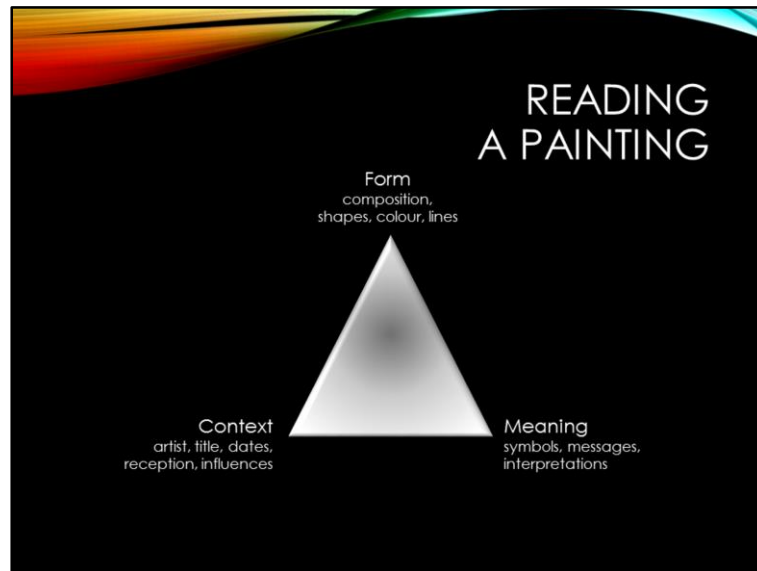 READING
A PAINTING
Form
composition,
shapes, colour, lines
Context
artist, title, dates,
reception, influences
Meaning
symbols, messages,
interpretations